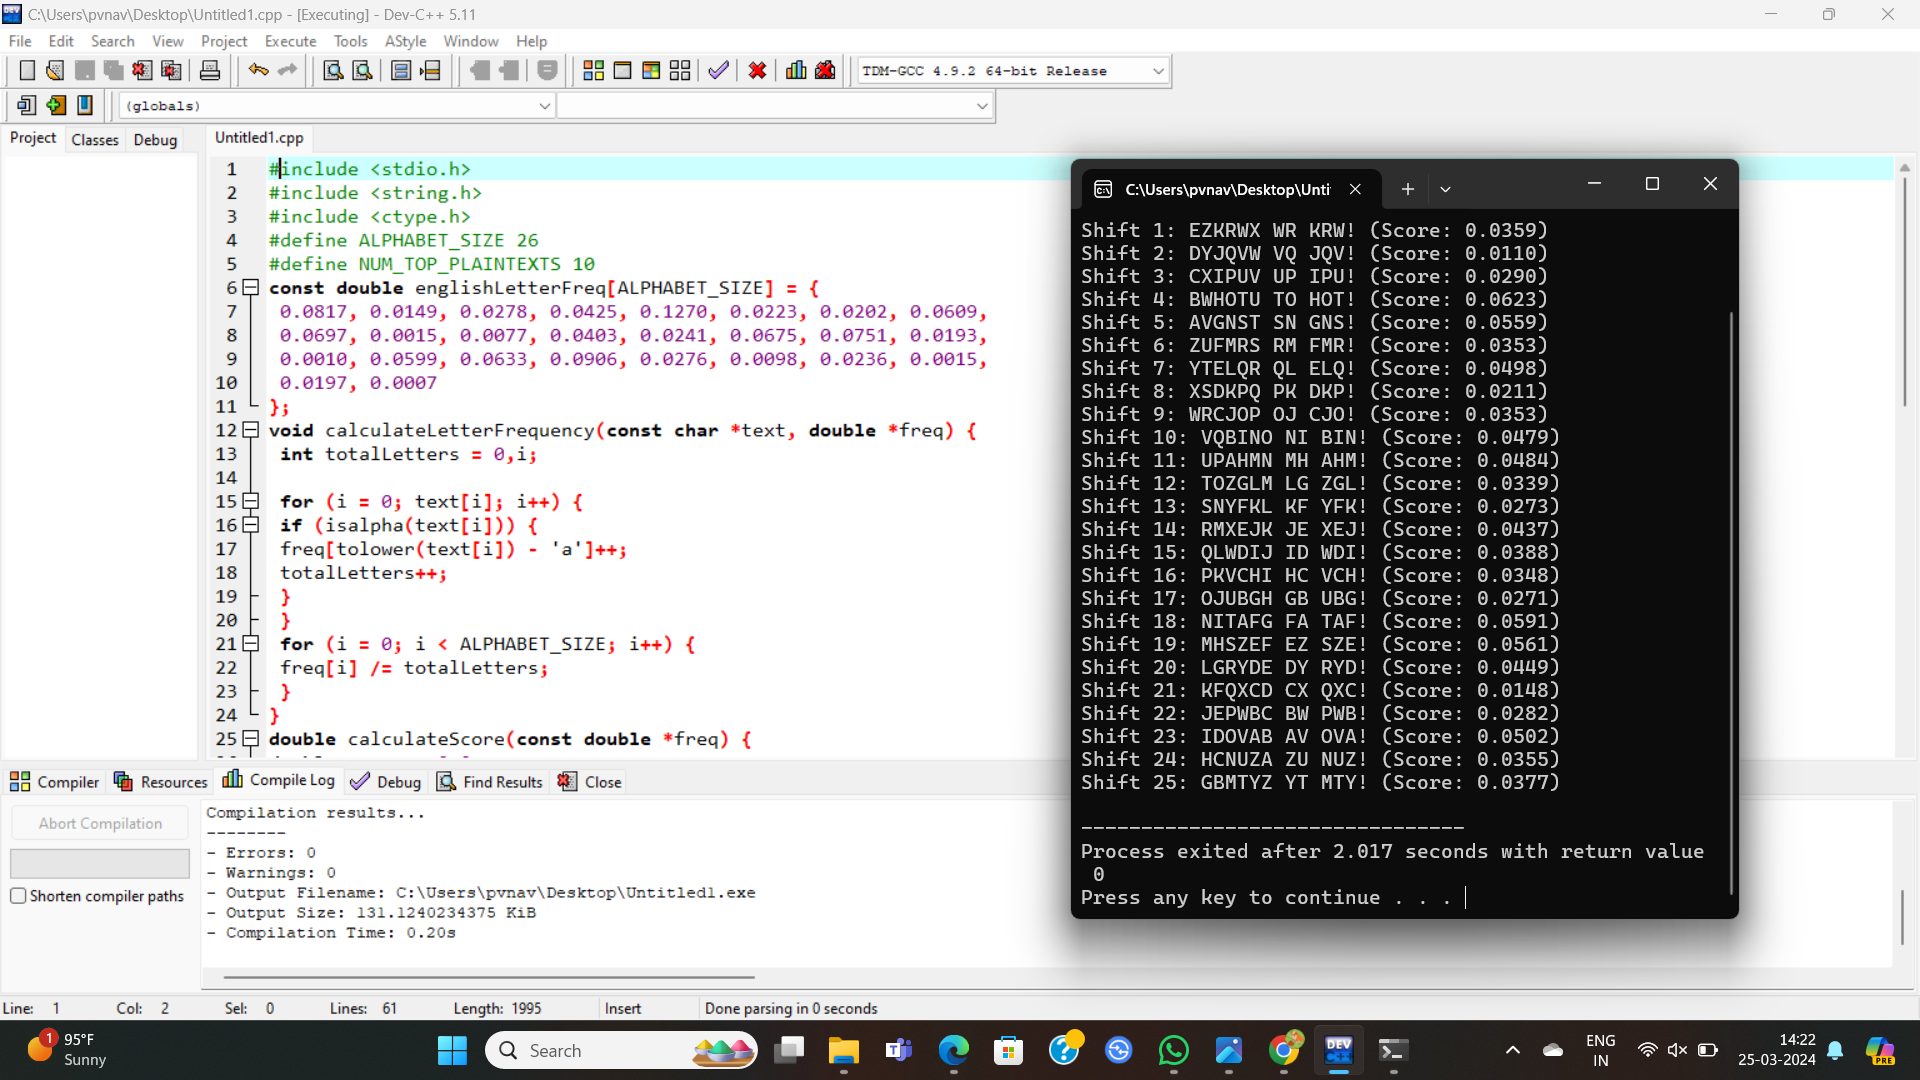 C:\Users\pvnav\Desktop\Untitled1.cpp - [Executing] - Dev-C++ 5.11
File Edit Search View Project Execute Tools AStyle Window Help
TDM-GCC 4.9.2 64-bit Release
(globals)
Project Classes Debug
Untitled1.cpp
1 #include <stdio.h>
2 #include <string.h>
3 #include <ctype.h>
4 #define ALPHABET_SIZE 26
5 #define NUM_TOP_PLAINTEXTS 10
6 const double englishLetterFreq[ALPHABET_SIZE] = {
7 0.0817, 0.0149, 0.0278, 0.0425, 0.1270, 0.0223, 0.0202, 0.0609,
8 0.0697, 0.0015, 0.0077, 0.0403, 0.0241, 0.0675, 0.0751, 0.0193,
9 0.0010, 0.0599, 0.0633, 0.0906, 0.0276, 0.0098, 0.0236, 0.0015,
10 0.0197, 0.0007
11 };
12 void calculateLetterFrequency(const char *text, double *freq) {
13 int totalLetters = 0,i;
14
15 for (i = 0; text[i]; i++) {
16 if (isalpha(text[i])) {
17 freq[tolower(text[i]) - 'a']++;
18 totalLetters++;
19 }
20 }
21 for (i = 0; i < ALPHABET_SIZE; i++) {
22 freq[i] /= totalLetters;
23 }
24 }
25 double calculateScore(const double *freq) {
C:\Users\pvnav\Desktop\Unti
Shift 1: EZKRWX WR KRW! (Score: 0.0359)
Shift 2: DYJQVW VQ JQV! (Score: 0.0110)
Shift 3: CXIPUV UP IPU! (Score: 0.0290)
Shift 4: BWHOTU TO HOT! (Score: 0.0623)
Shift 5: AVGNST SN GNS! (Score: 0.0559)
Shift 6: ZUFMRS RM FMR! (Score: 0.0353)
Shift 7: YTELQR QL ELQ! (Score: 0.0498)
Shift 8: XSDKPQ PK DKP! (Score: 0.0211)
Shift 9: WRCJOP OJ CJO! (Score: 0.0353)
Shift 10: VQBINO NI BIN! (Score: 0.0479)
Shift 11: UPAHMN MH AHM! (Score: 0.0484)
Shift 12: TOZGLM LG ZGL! (Score: 0.0339)
Shift 13: SNYFKL KF YFK! (Score: 0.0273)
Shift 14: RMXEJK JE XEJ! (Score: 0.0437)
Shift 15: QLWDIJ ID WDI! (Score: 0.0388)
Shift 16: PKVCHI HC VCH! (Score: 0.0348)
Shift 17: OJUBGH GB UBG! (Score: 0.0271)
Shift 18: NITAFG FA TAF! (Score: 0.0591)
Shift 19: MHSZEF EZ SZE! (Score: 0.0561)
Shift 20: LGRYDE DY RYD! (Score: 0.0449)
Shift 21: KFQXCD CX QXC! (Score: 0.0148)
Shift 22: JEPWBC BW PWB! (Score: 0.0282)
Shift 23: IDOVAB AV OVA! (Score: 0.0502)
Shift 24: HCNUZA ZU NUZ! (Score: 0.0355)
Shift 25: GBMTYZ YT MTY! (Score: 0.0377)
--------------------------------
Process exited after 2.017 seconds with return value
0
Press any key to continue . . .
Compiler Resources Compile Log Debug Find Results Close
Abort Compilation
Shorten compiler paths
Compilation results...
--------
- Errors: 0
- Warnings: 0
- Output Filename: C:\Users\pvnav\Desktop\Untitled1.exe
- Output Size: 131.1240234375 KiB
- Compilation Time: 0.20s
Line: 1 Col: 2 Sel: 0 Lines: 61 Length: 1995 Insert Done parsing in 0 seconds
1
95°F
Sunny
Search
DEV
C++
ENG
IN
14:22
25-03-2024
PRE